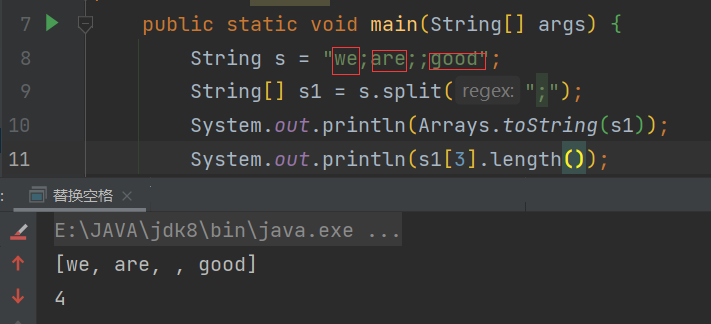 7 public static void main(String[] args) {
8 String s = "we;are;;good";
9 String[] s1 = s.split( regex: ";");
10 System.out.println(Arrays.toString(s1));
11 System.out.println(s1[3].length());
: 替换空格 ×
E:\JAVA\jdk8\bin\java.exe ...
[we, are, , good]
4